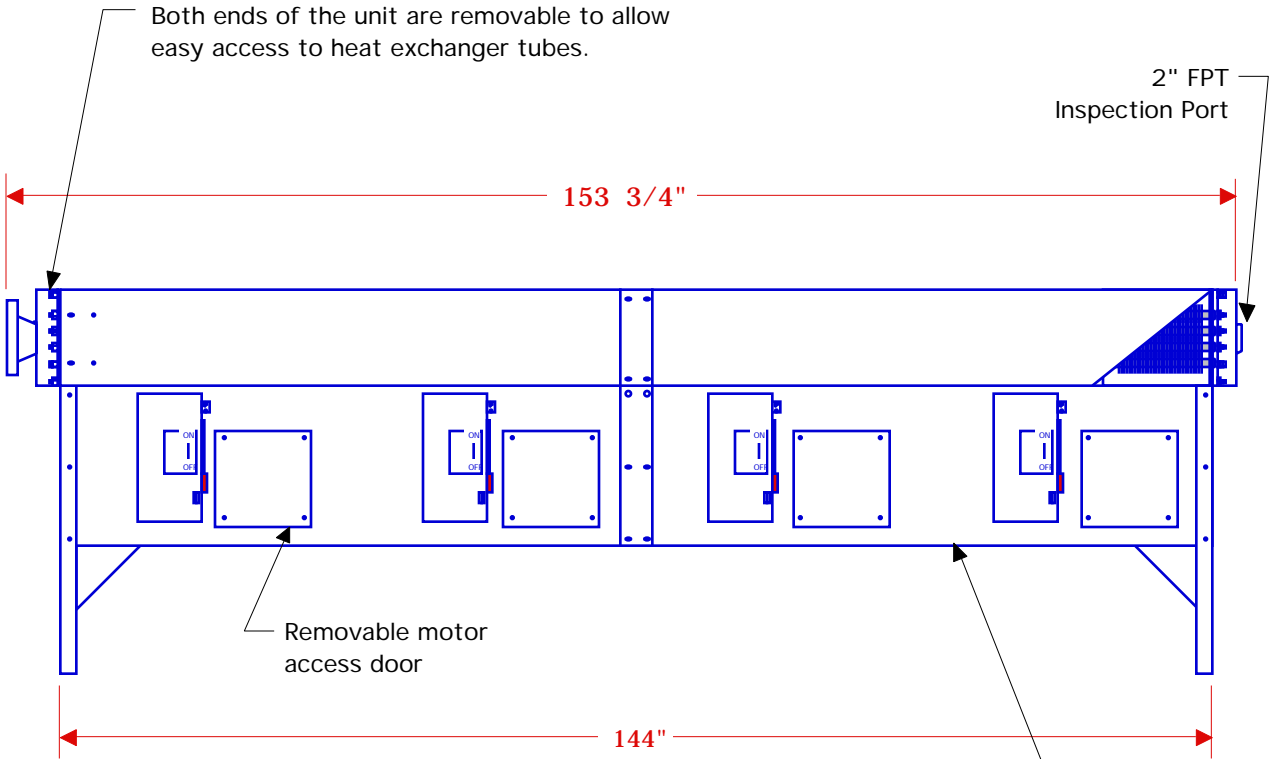 Both ends of the unit are removable to allow
easy access to heat exchanger tubes.
2" FPT
Inspection Port
153 3/4"
ON
OFF
ON
OFF
ON
OFF
ON
OFF
Removable motor
access door
144"